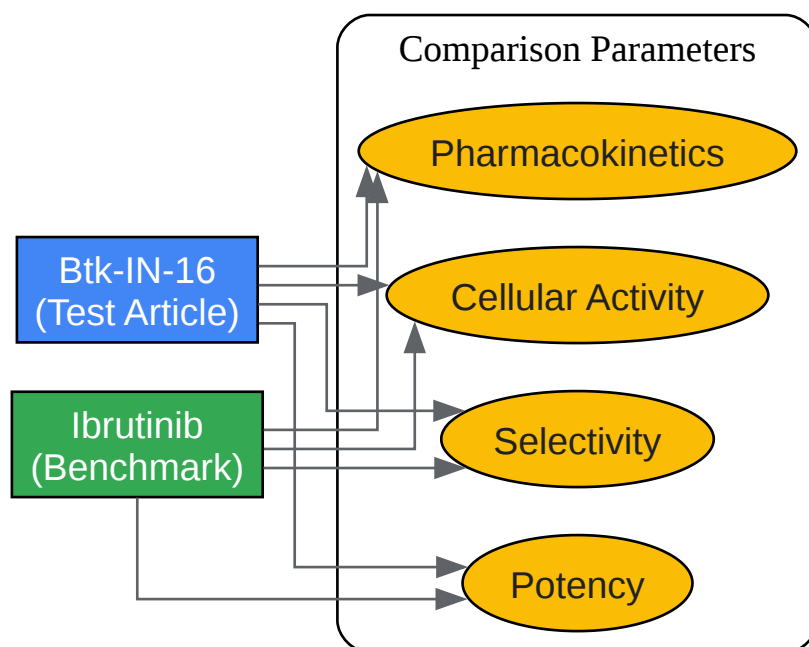 Comparison Parameters
Pharmacokinetics
Btk-IN-16
(Test Article)
Cellular Activity
Ibrutinib
(Benchmark)
Selectivity
Potency